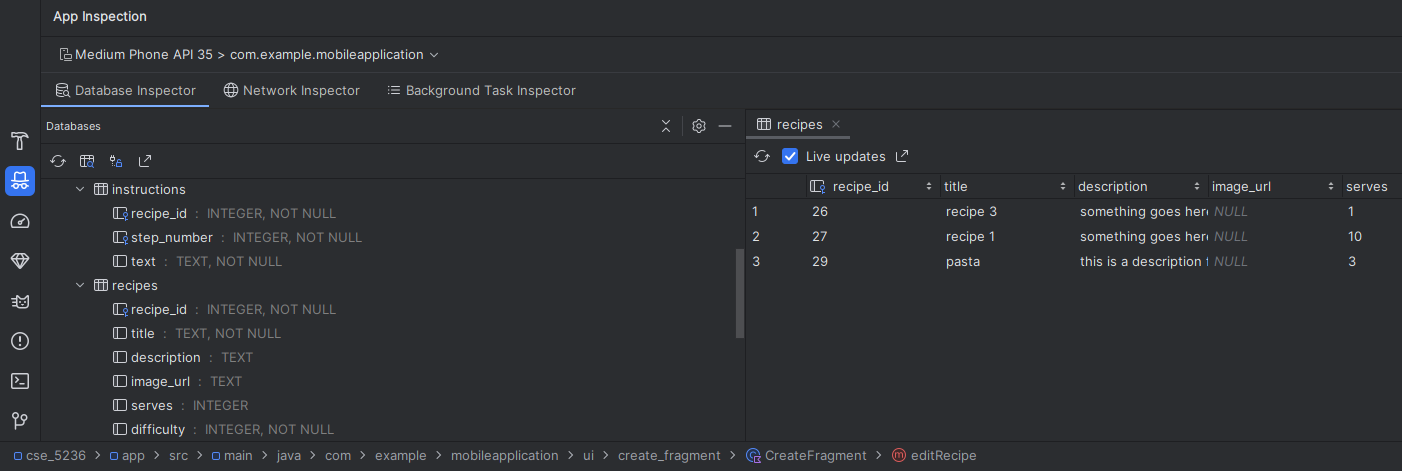 App Inspection
Medium Phone API 35 > com.example.mobileapplication
Database Inspector Network Inspector Background Task Inspector
Databases
instructions
recipe_id : INTEGER, NOT NULL
step_number : INTEGER, NOT NULL
text : TEXT, NOT NULL
recipes
recipe_id : INTEGER, NOT NULL
title : TEXT, NOT NULL
description : TEXT
image_url : TEXT
serves : INTEGER
difficulty : INTEGER, NOT NULL
recipes
Live updates
recipe_id title description image_url serves
1 26 recipe 3 something goes here NULL 1
2 27 recipe 1 something goes here NULL 10
3 29 pasta this is a description f NULL 3
cse_5236 > app > src > main > java > com > example > mobileapplication > ui > create_fragment > CreateFragment > editRecipe